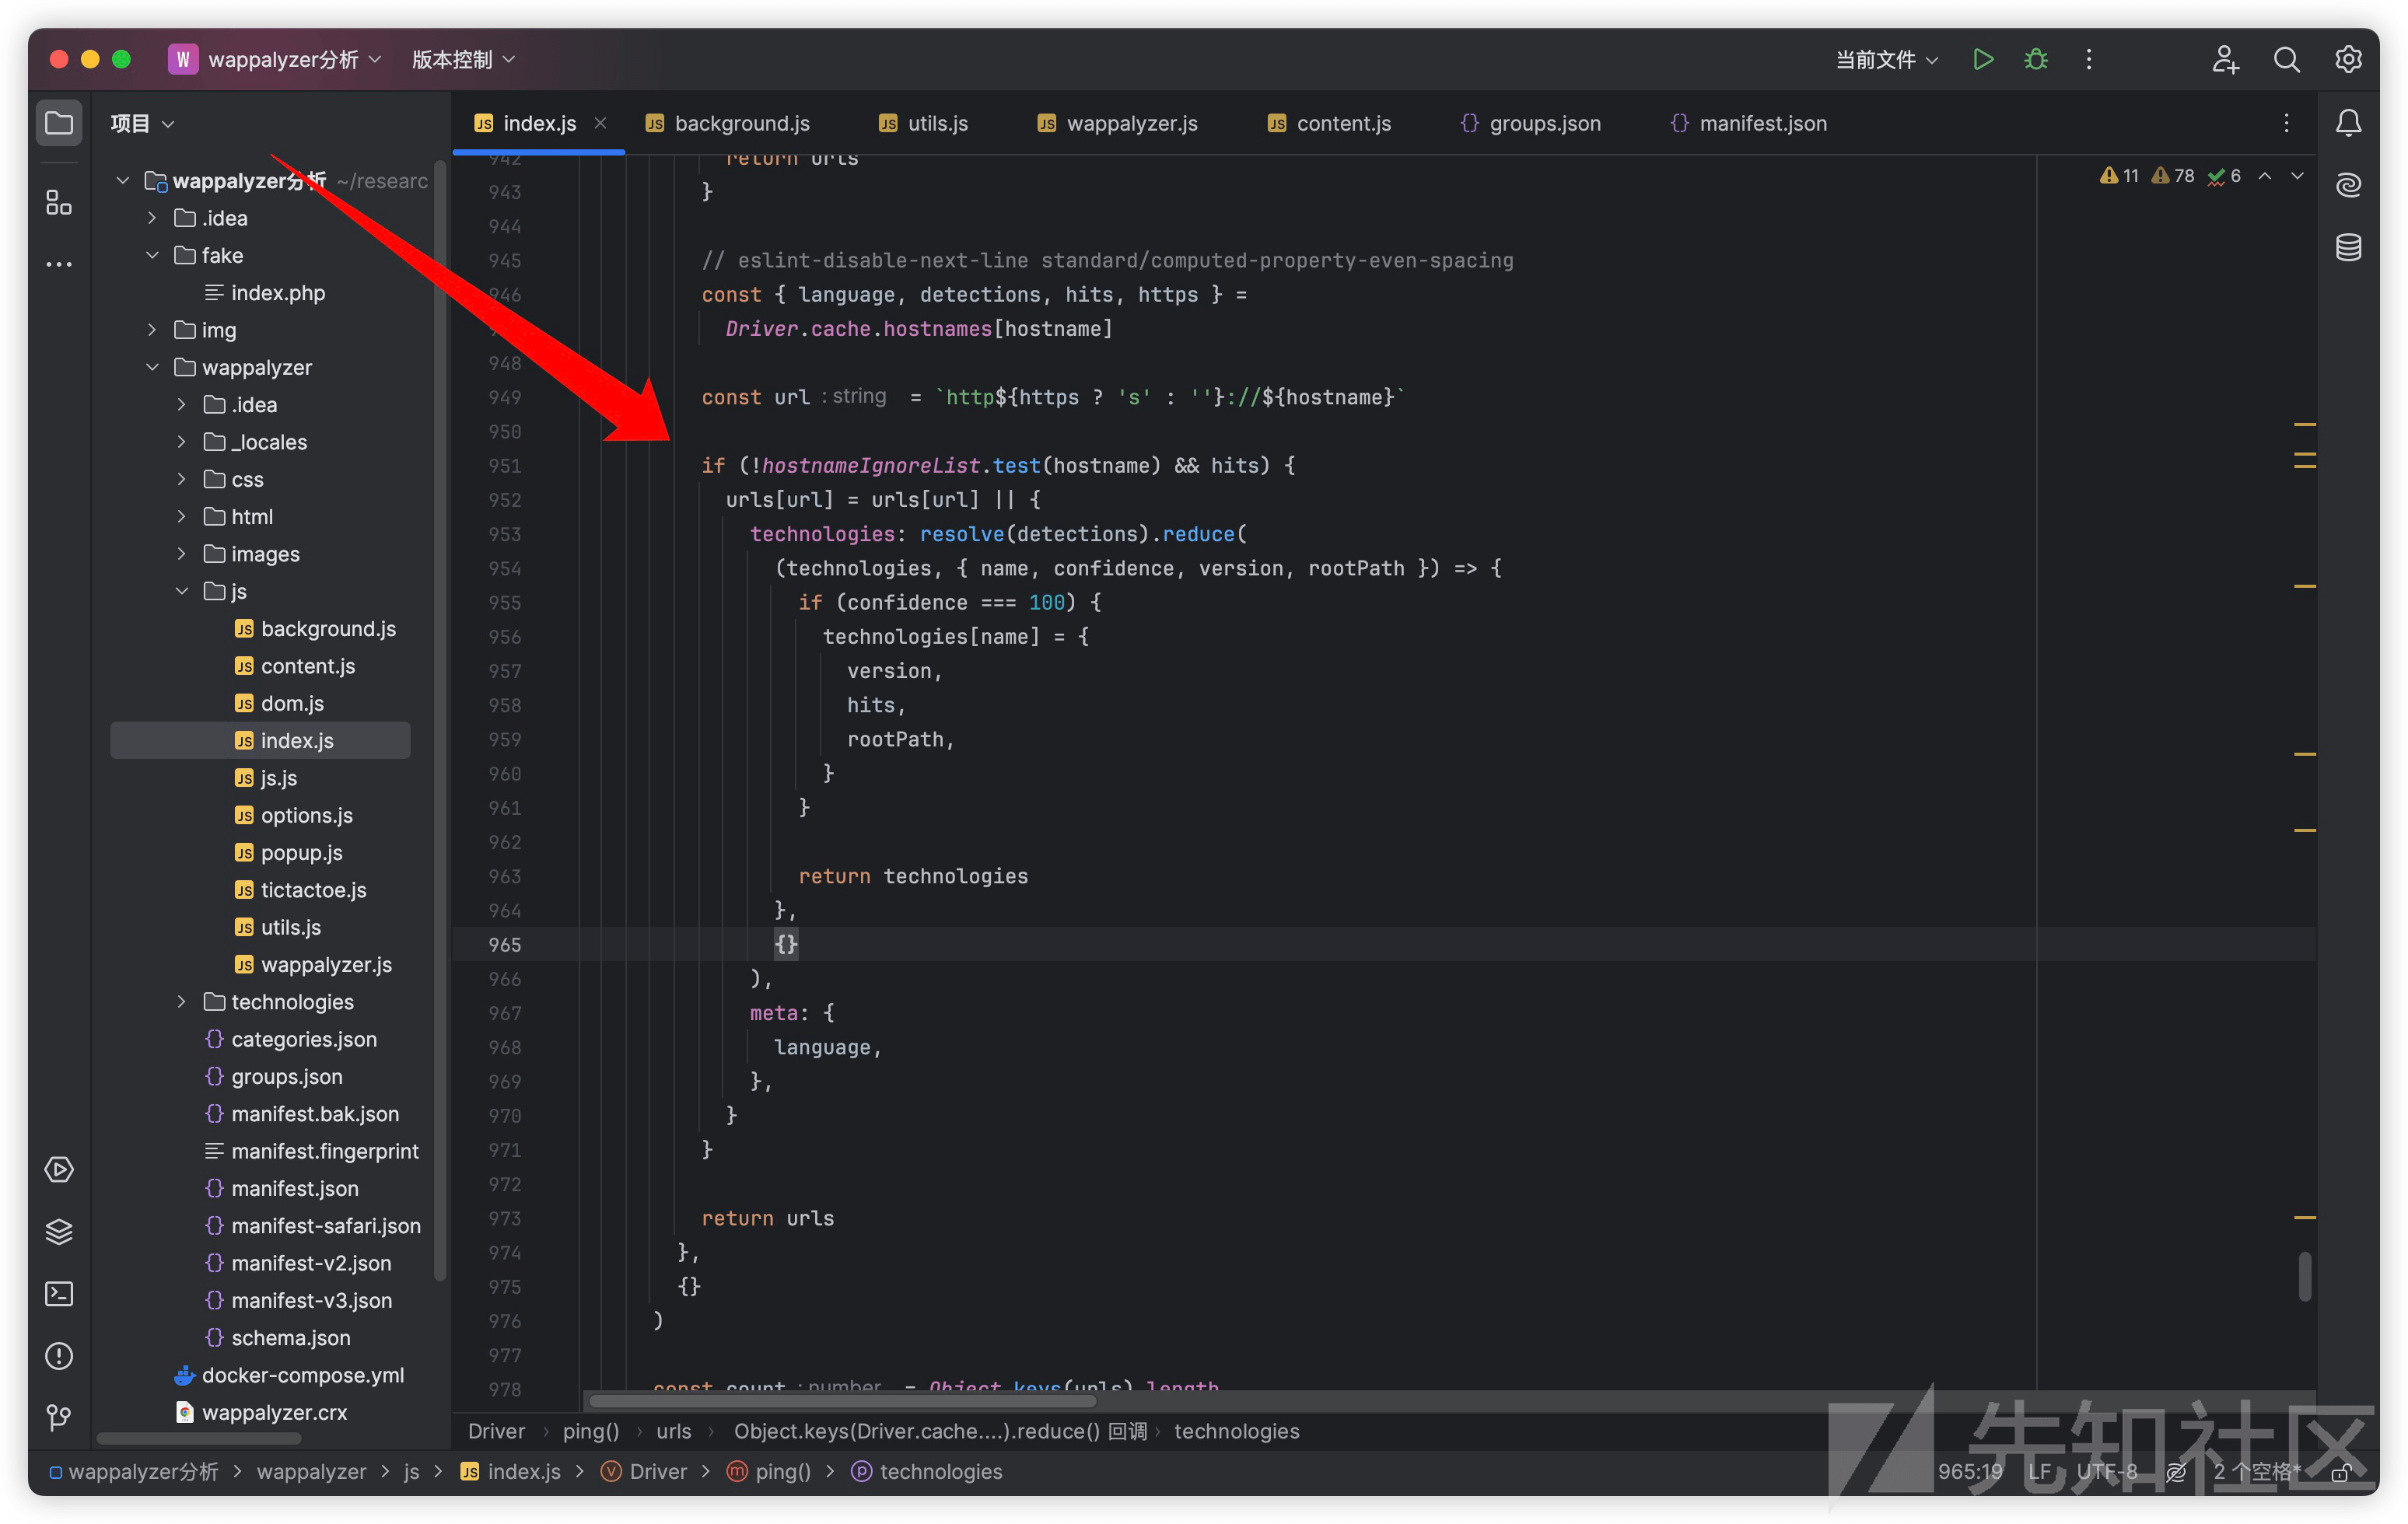 W wappalyzer分析 版本控制 当前文件
项目
index.js background.js utils.js wappalyzer.js content.js groups.json manifest.json
wappalyzer分析 ~/researc
.idea
fake
index.php
img
wappalyzer
.idea
_locales
css
html
images
js
background.js
content.js
dom.js
index.js
js.js
options.js
popup.js
tictactoe.js
utils.js
wappalyzer.js
technologies
categories.json
groups.json
manifest.bak.json
manifest.fingerprint
manifest.json
manifest-safari.json
manifest-v2.json
manifest-v3.json
schema.json
docker-compose.yml
wappalyzer.crx
11 78 6
942 return urls
943 }
944
945 // eslint-disable-next-line standard/computed-property-even-spacing
946 const { language, detections, hits, https } =
Driver.cache.hostnames[hostname]
948
949 const url : string = `http${https ? 's' : ''}://${hostname}`
950
951 if (!hostnameIgnoreList.test(hostname) && hits) {
952 urls[url] = urls[url] || {
953 technologies: resolve(detections).reduce(
954 (technologies, { name, confidence, version, rootPath }) => {
955 if (confidence === 100) {
956 technologies[name] = {
957 version,
958 hits,
959 rootPath,
960 }
961 }
962
963 return technologies
964 },
965 {}
966 ),
967 meta: {
968 language,
969 },
970 }
971 }
972
973 return urls
974 },
975 {}
976 )
977
978 const count : number = Object.keys(urls).length
Driver › ping() › urls › Object.keys(Driver.cache....).reduce() 回调 › technologies
wappalyzer分析 > wappalyzer > js > index.js > Driver > ping() > technologies 965:19 LF UTF-8 2 个空格*
先知社区